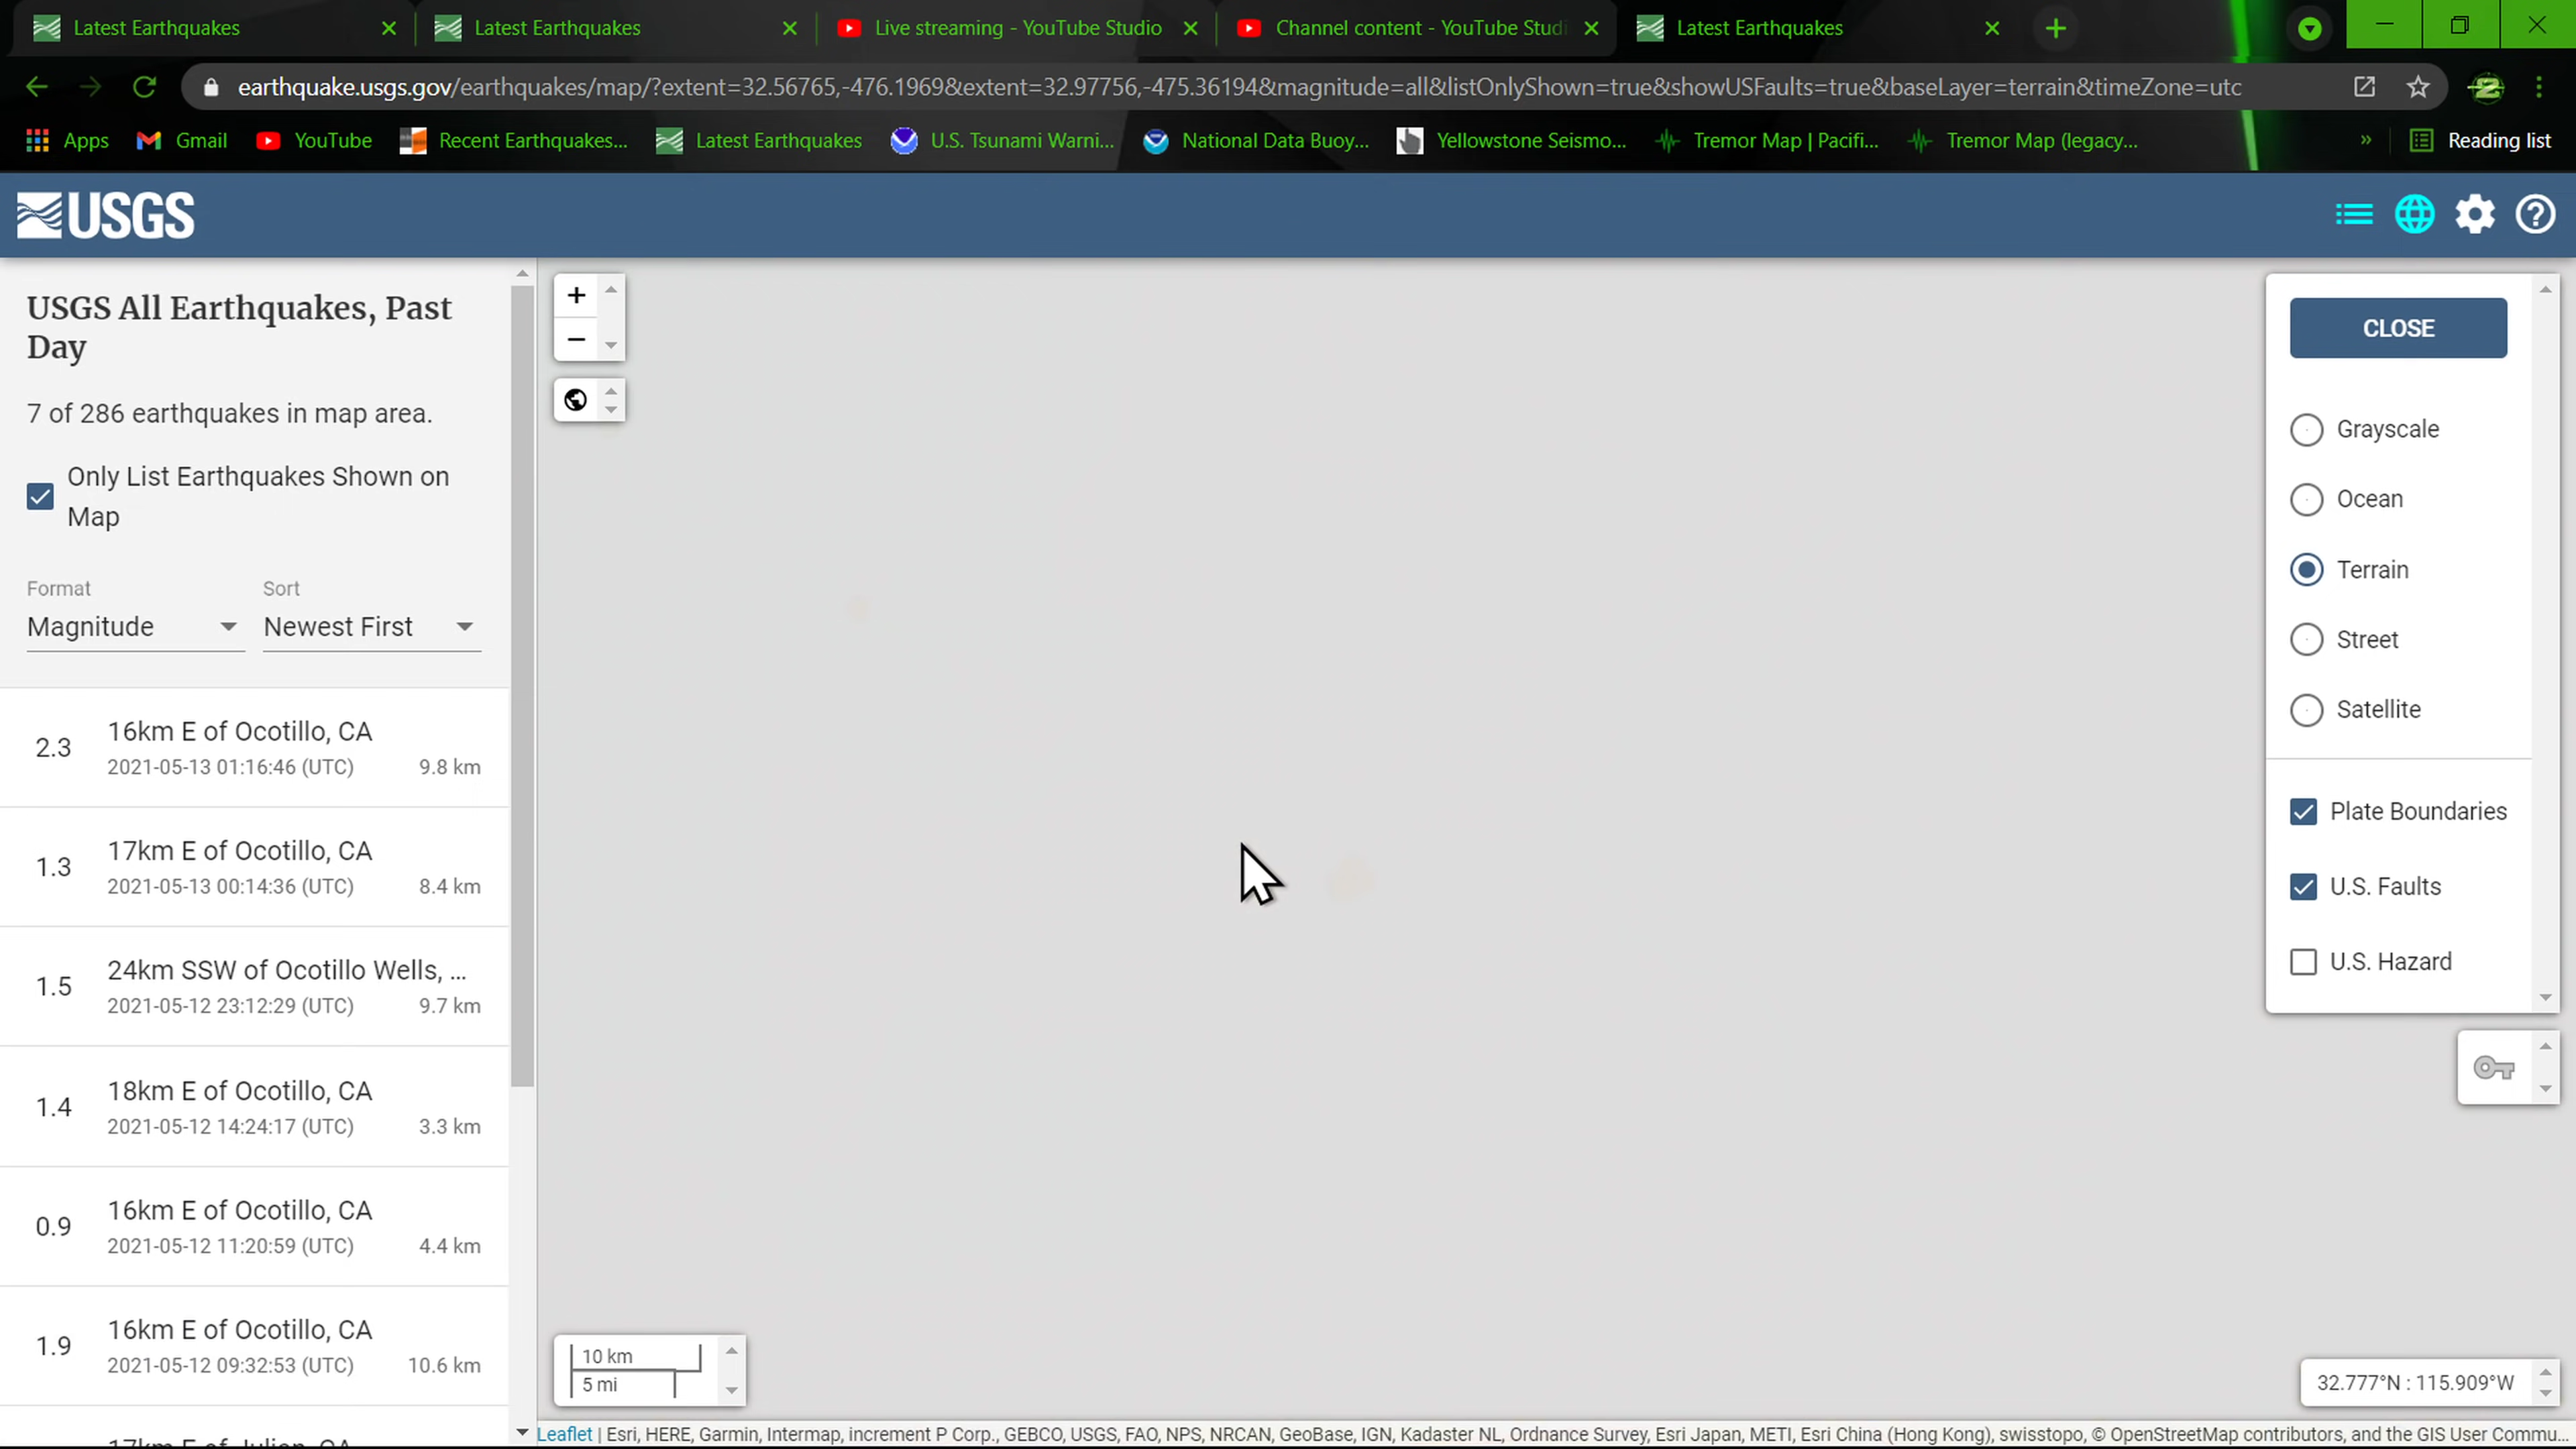 Latest Earthquakes
Latest Earthquakes
Live streaming - YouTube Studio
Channel content - YouTube Studi
Latest Earthquakes
earthquake.usgs.gov/earthquakes/map/?extent=32.56765,-476.1969&extent=32.97756,-475.36194&magnitude=all&listOnlyShown=true&showUSFaults=true&baseLayer=terrain&timeZone=utc
Apps
Gmail
YouTube
Recent Earthquakes...
Latest Earthquakes
U.S. Tsunami Warni...
National Data Buoy...
Yellowstone Seismo...
Tremor Map | Pacifi...
Tremor Map (legacy...
»
Reading list
USGS
USGS All Earthquakes, Past
Day
7 of 286 earthquakes in map area.
Only List Earthquakes Shown on
Map
Format
Sort
Magnitude
Newest First
2.3
16km E of Ocotillo, CA
2021-05-13 01:16:46 (UTC)
9.8 km
1.3
17km E of Ocotillo, CA
2021-05-13 00:14:36 (UTC)
8.4 km
1.5
24km SSW of Ocotillo Wells, ...
2021-05-12 23:12:29 (UTC)
9.7 km
1.4
18km E of Ocotillo, CA
2021-05-12 14:24:17 (UTC)
3.3 km
0.9
16km E of Ocotillo, CA
2021-05-12 11:20:59 (UTC)
4.4 km
1.9
16km E of Ocotillo, CA
2021-05-12 09:32:53 (UTC)
10.6 km
17km E of Julian, CA
+
−
CLOSE
Grayscale
Ocean
Terrain
Street
Satellite
Plate Boundaries
U.S. Faults
U.S. Hazard
10 km
5 mi
32.777°N : 115.909°W
Leaflet | Esri, HERE, Garmin, Intermap, increment P Corp., GEBCO, USGS, FAO, NPS, NRCAN, GeoBase, IGN, Kadaster NL, Ordnance Survey, Esri Japan, METI, Esri China (Hong Kong), swisstopo, © OpenStreetMap contributors, and the GIS User Commu...